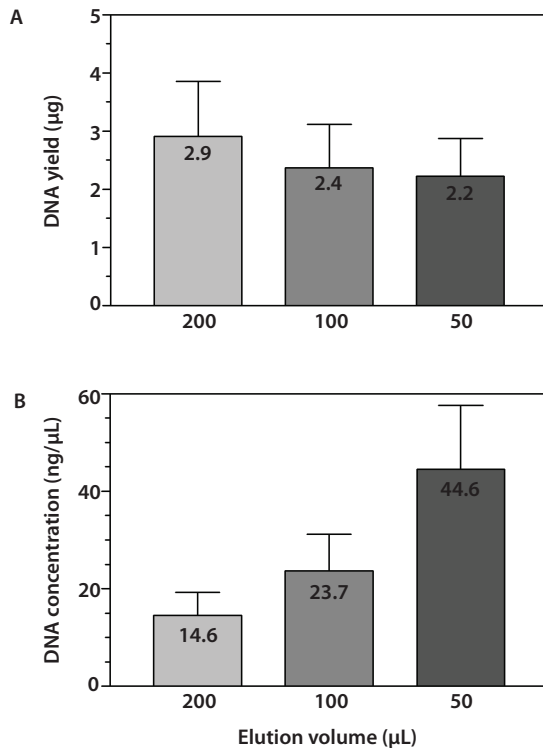 A
DNA yield (µg)
5
4
3
2
1
0
2.9
2.4
2.2
200 100 50
B
DNA concentration (ng/µL)
60
40
20
0
14.6
23.7
44.6
200 100 50
Elution volume (µL)